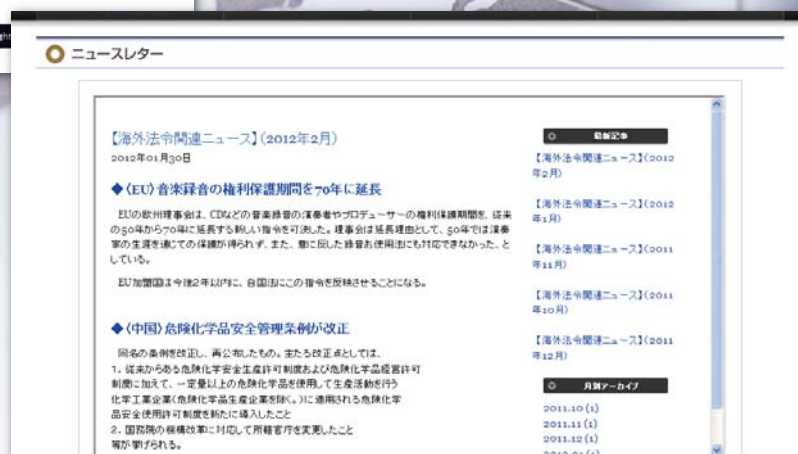 ght
ニュースレター
【海外法令関連ニュース】(2012年2月)
2012年01月30日
◆〈EU〉音楽録音の権利保護期間を70年に延長
EUの欧州理事会は、CDなどの音楽録音の演奏者やプロデューサーの権利保護期間を、従来
の50年から70年に延長する新しい指令を可決した。理事会は延長理由として、50年では演奏
家の生涯を通じての保護が得られず、また、意に反した録音お使用法にも対応できなかった、と
している。
EU加盟国は今後2年以内に、自国法にこの指令を反映させることになる。
◆〈中国〉危険化学品安全管理条例が改正
同名の条例を改正し、再公布したもの。主たる改正点としては、
1. 従来からある危険化学安全生産許可制度および危険化学品経営許可
制度に加えて、一定量以上の危険化学品を使用して生産活動を行う
化学工業企業(危険化学品生産企業を除く。)に適用される危険化学
品安全使用許可制度を新たに導入したこと
2. 国務院の機構改革に対応して所轄官庁を変更したこと
等が挙げられる。
最新記事
【海外法令関連ニュース】(2012
年2月)
【海外法令関連ニュース】(2012
年1月)
【海外法令関連ニュース】(2011
年11月)
【海外法令関連ニュース】(2011
年10月)
【海外法令関連ニュース】(2011
年12月)
月別アーカイブ
2011.10 (1)
2011.11 (1)
2011.12 (1)